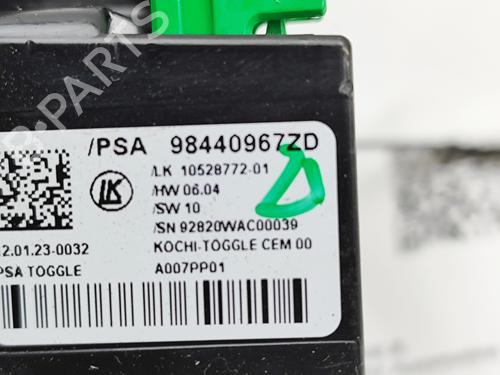 /PSA 98440967ZD
/LK 10528772-01
LK
/HW 06.04
/SW 10
/SN 92820WAC00039
2.01.23-0032 KOCHI-TOGGLE CEM 00
PSA TOGGLE A007PP01